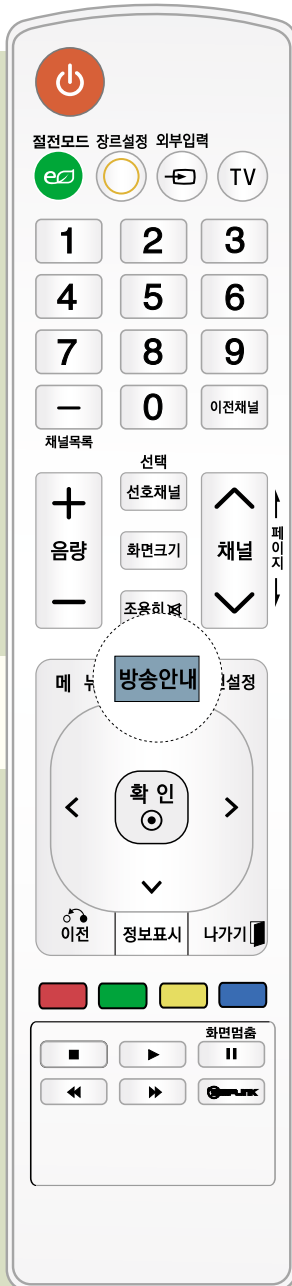 절전모드 장르설정 외부입력
TV
1 2 3
4 5 6
7 8 9
0 이전채널
채널목록
선택
선호채널
음량 화면크기 채널
페이지
조용히
메 뉴 방송안내 설정
확 인
이전 정보표시 나가기
화면멈춤